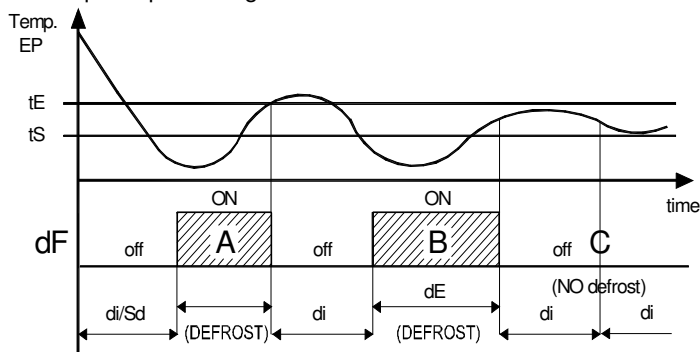 Temp.
EP
tE
tS
ON
ON
time
dF
off
A
off
B
off
C
(NO defrost)
dE
di/Sd
(DEFROST)
di
(DEFROST)
di
di